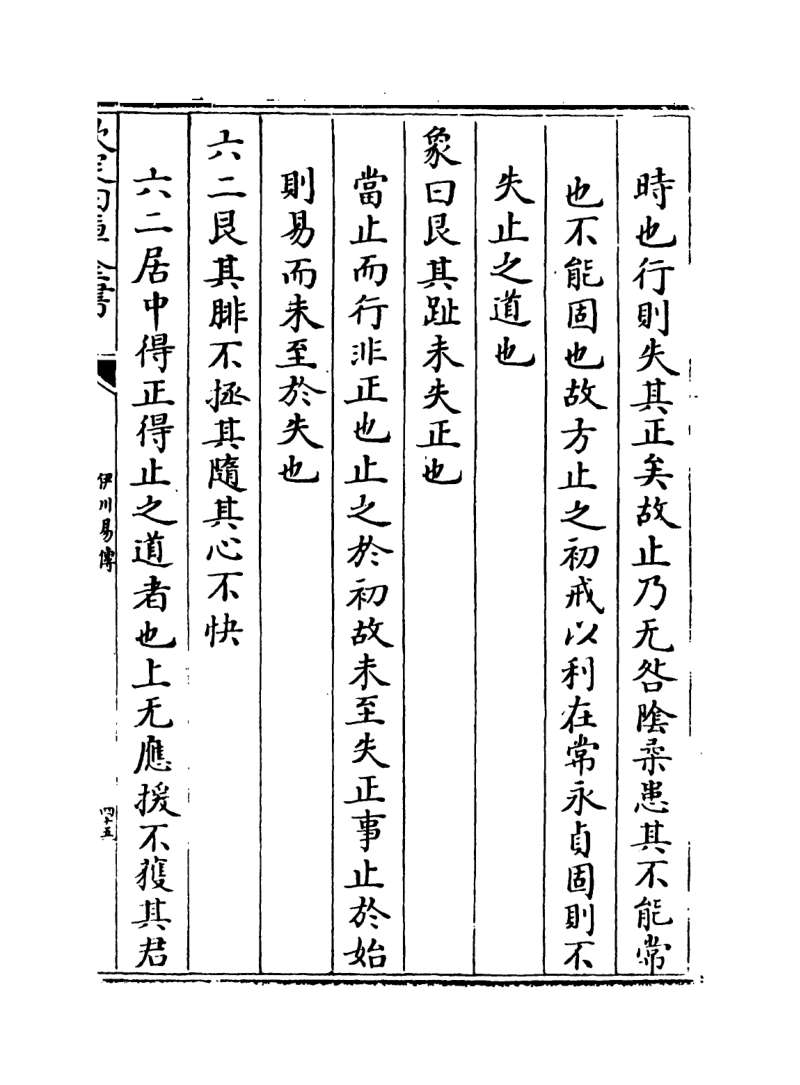 時也行則失其正矣故止乃无咎陰柔患其不能常
也不能固也故方止之初戒以利在常永貞固則不
失止之道也
象曰艮其趾未失正也
當止而行非正也止之於初故未至失正事止於始
則易而未至於失也
六二艮其腓不拯其隨其心不快
六二居中得正得止之道者也上无應援不獲其君
欽定四庫全書
伊川易傳
四十五